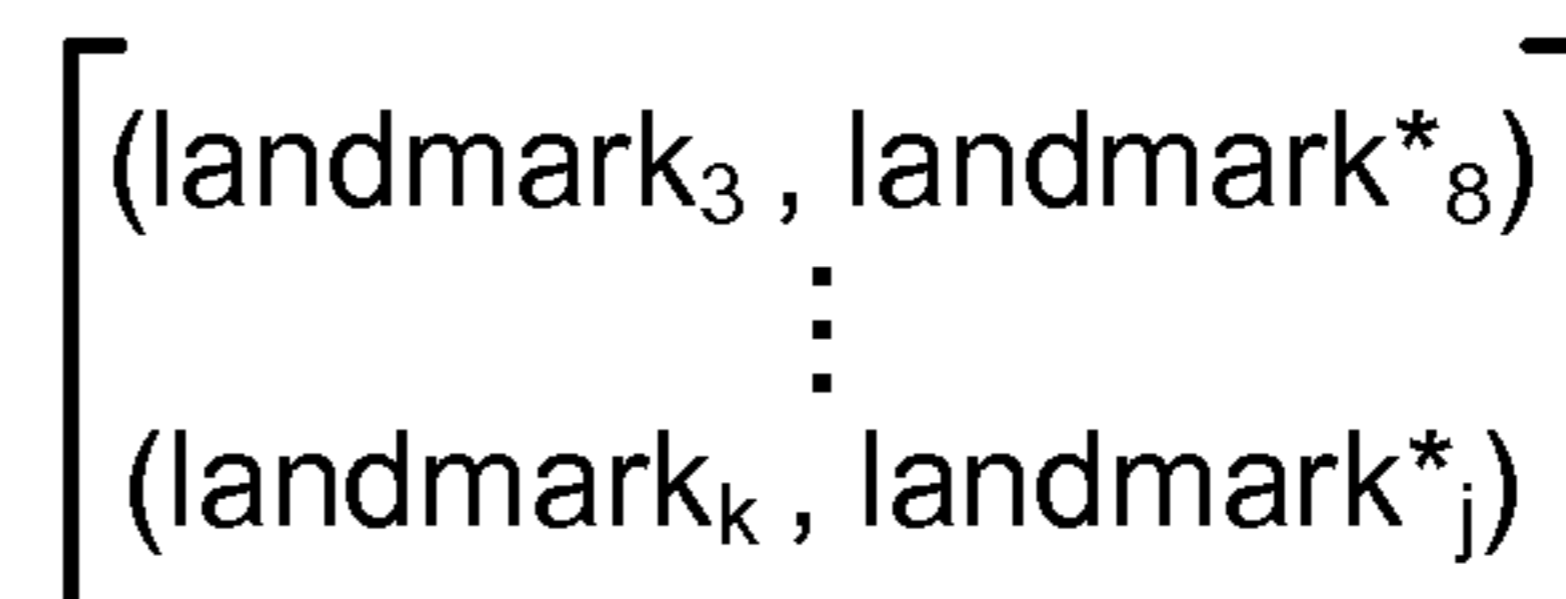 (landmark₃ , landmark*₈)
⋮
(landmarkₖ , landmark*ⱼ)